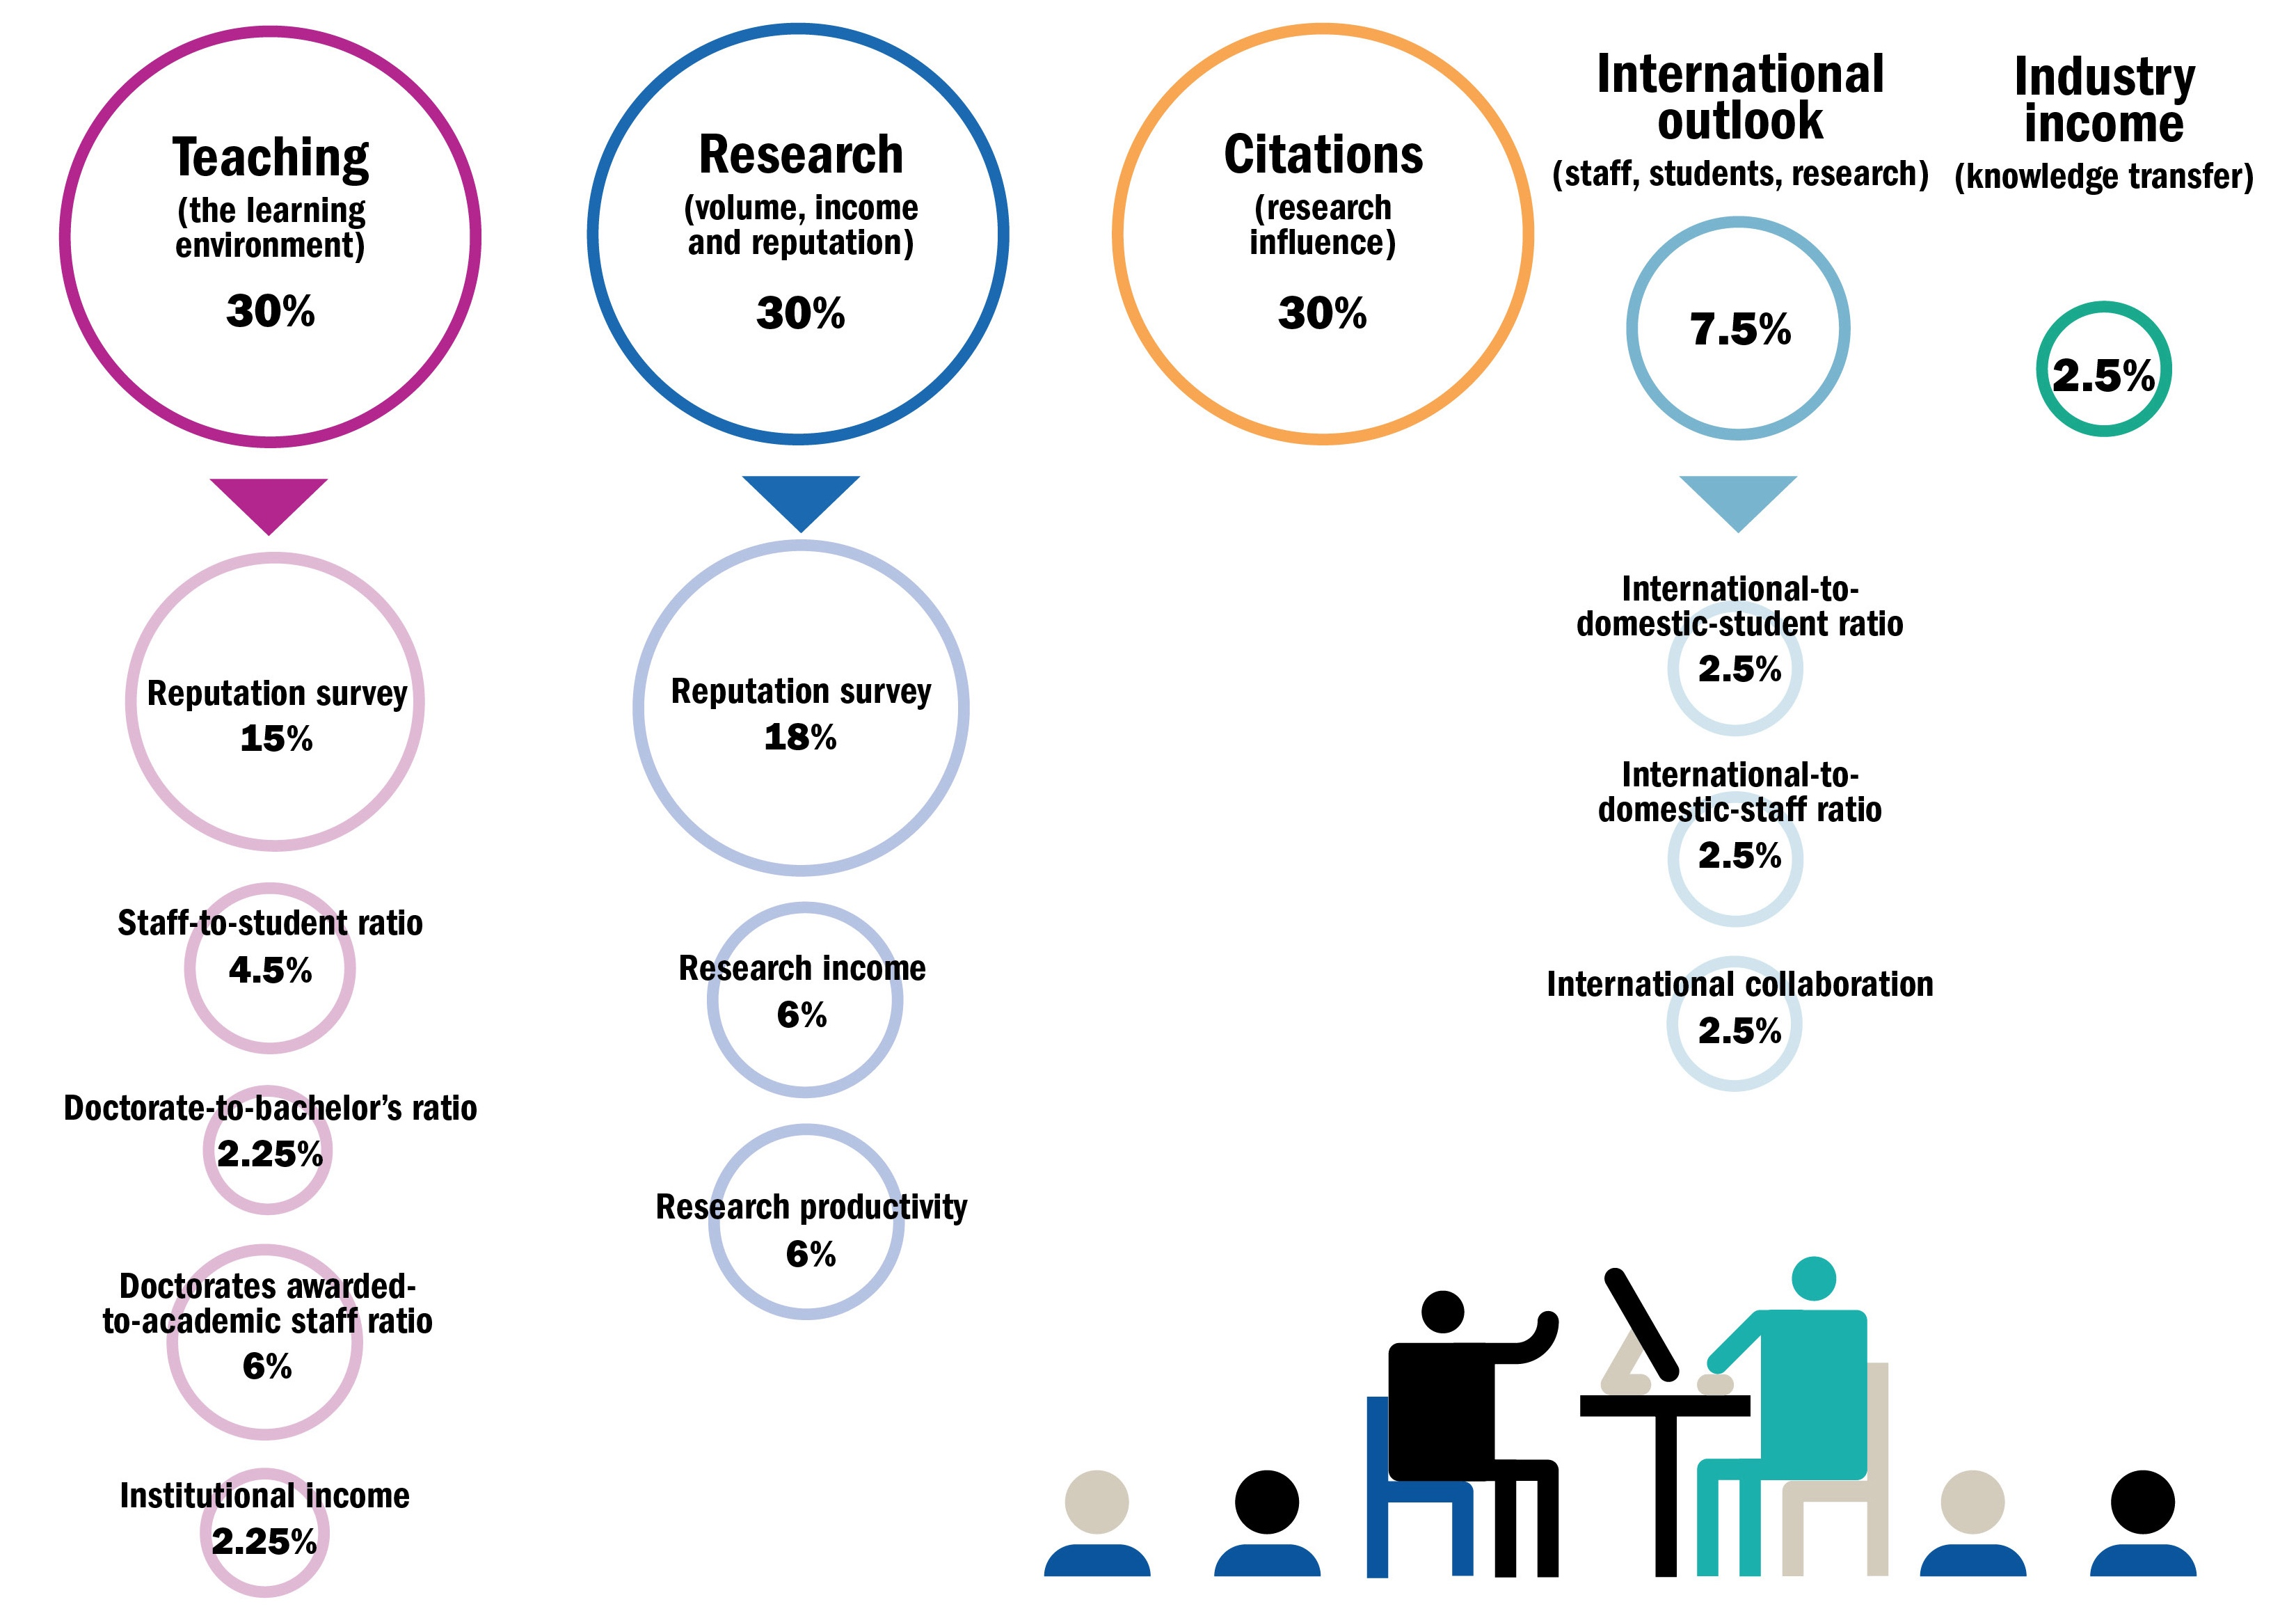 Teaching
(the learning
environment)
30%
Research
(volume, income
and reputation)
30%
Citations
(research
influence)
30%
International
outlook
(staff, students, research)
7.5%
Industry
income
(knowledge transfer)
2.5%
Reputation survey
15%
Staff-to-student ratio
4.5%
Doctorate-to-bachelor’s ratio
2.25%
Doctorates awarded-
to-academic staff ratio
6%
Institutional income
2.25%
Reputation survey
18%
Research income
6%
Research productivity
6%
International-to-
domestic-student ratio
2.5%
International-to-
domestic-staff ratio
2.5%
International collaboration
2.5%